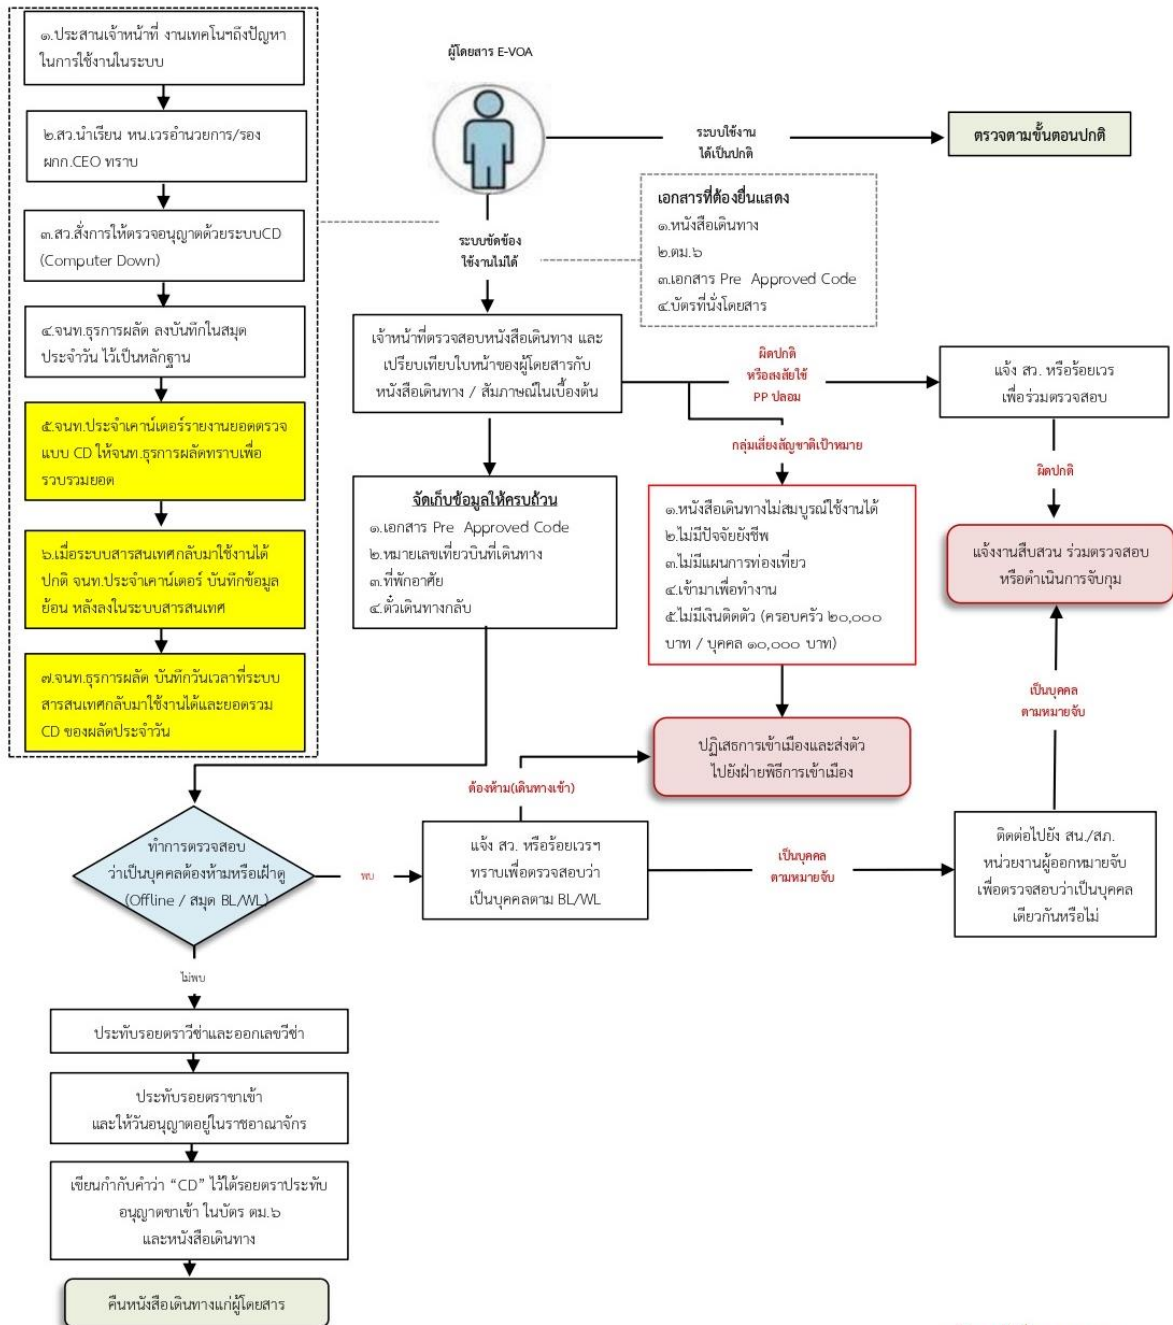 ๑.ประสานเจ้าหน้าที่ งานเทคโนฯถึงปัญหา
ในการใช้งานในระบบ
๒.สว.นำเรียน หน.เวรอำนวยการ/รอง
ผกก.CEO ทราบ
๓.สว.สั่งการให้ตรวจอนุญาตด้วยระบบCD
(Computer Down)
๔.จนท.ธุรการผลัด ลงบันทึกในสมุด
ประจำวัน ไว้เป็นหลักฐาน
๕.จนท.ประจำเคาน์เตอร์รายงานยอดตรวจ
แบบ CD ให้จนท.ธุรการผลัดทราบเพื่อ
รวบรวมยอด
๖.เมื่อระบบสารสนเทศกลับมาใช้งานได้
ปกติ จนท.ประจำเคาน์เตอร์ บันทึกข้อมูล
ย้อน หลังลงในระบบสารสนเทศ
๗.จนท.ธุรการผลัด บันทึกวันเวลาที่ระบบ
สารสนเทศกลับมาใช้งานได้และยอดรวม
CD ของผลัดประจำวัน
ผู้โดยสาร E-VOA
ระบบใช้งาน
ได้เป็นปกติ
ตรวจตามขั้นตอนปกติ
ระบบขัดข้อง
ใช้งานไม่ได้
เอกสารที่ต้องยื่นแสดง
๑.หนังสือเดินทาง
๒.ตม.๖
๓.เอกสาร Pre Approved Code
๔.บัตรที่นั่งโดยสาร
เจ้าหน้าที่ตรวจสอบหนังสือเดินทาง และ
เปรียบเทียบใบหน้าของผู้โดยสารกับ
หนังสือเดินทาง / สัมภาษณ์ในเบื้องต้น
ผิดปกติ
หรือสงสัยใช้
PP ปลอม
แจ้ง สว. หรือร้อยเวร
เพื่อร่วมตรวจสอบ
กลุ่มเสี่ยงสัญชาติเป้าหมาย
ผิดปกติ
จัดเก็บข้อมูลให้ครบถ้วน
๑.เอกสาร Pre Approved Code
๒.หมายเลขเที่ยวบินที่เดินทาง
๓.ที่พักอาศัย
๔.ตั๋วเดินทางกลับ
๑.หนังสือเดินทางไม่สมบูรณ์ใช้งานได้
๒.ไม่มีปัจจัยยังชีพ
๓.ไม่มีแผนการท่องเที่ยว
๔.เข้ามาเพื่อทำงาน
๕.ไม่มีเงินติดตัว (ครอบครัว ๒๐,๐๐๐
บาท / บุคคล ๑๐,๐๐๐ บาท)
แจ้งงานสืบสวน ร่วมตรวจสอบ
หรือดำเนินการจับกุม
เป็นบุคคล
ตามหมายจับ
ปฏิเสธการเข้าเมืองและส่งตัว
ไปยังฝ่ายพิธีการเข้าเมือง
ต้องห้าม(เดินทางเข้า)
ทำการตรวจสอบ
ว่าเป็นบุคคลต้องห้ามหรือเฝ้าดู
(Offline / สมุด BL/WL)
พบ
แจ้ง สว. หรือร้อยเวรฯ
ทราบเพื่อตรวจสอบว่า
เป็นบุคคลตาม BL/WL
เป็นบุคคล
ตามหมายจับ
ติดต่อไปยัง สน./สภ.
หน่วยงานผู้ออกหมายจับ
เพื่อตรวจสอบว่าเป็นบุคคล
เดียวกันหรือไม่
ไม่พบ
ประทับรอยตราวีซ่าและออกเลขวีซ่า
ประทับรอยตราขาเข้า
และให้วันอนุญาตอยู่ในราชอาณาจักร
เขียนกำกับคำว่า “CD” ไว้ใต้รอยตราประทับ
อนุญาตขาเข้า ในบัตร ตม.๖
และหนังสือเดินทาง
คืนหนังสือเดินทางแก่ผู้โดยสาร